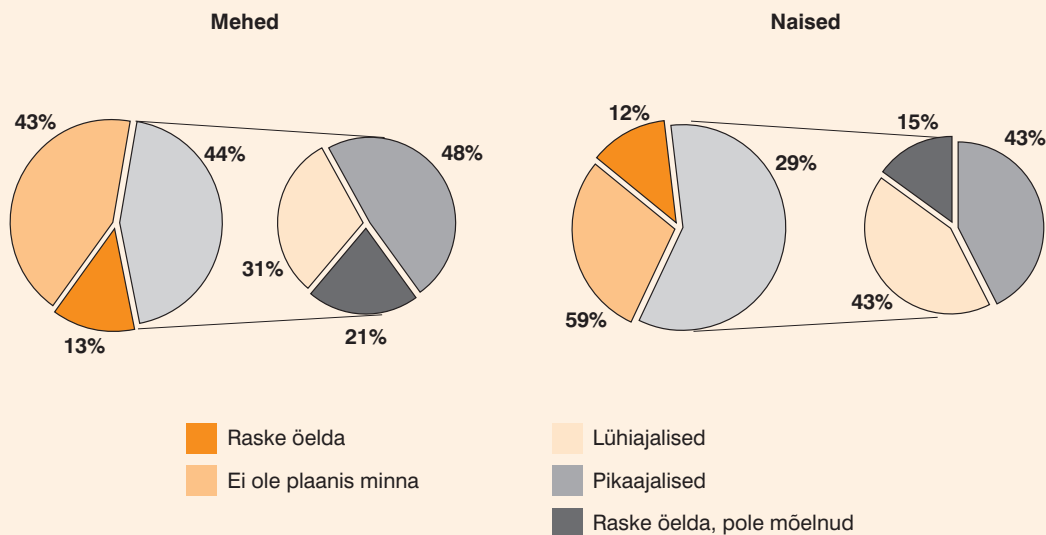 Mehed
Naised
43%
44%
13%
48%
31%
21%
12%
29%
59%
15%
43%
43%
Raske öelda
Ei ole plaanis minna
Lühiajalised
Pikaajalised
Raske öelda, pole mõelnud